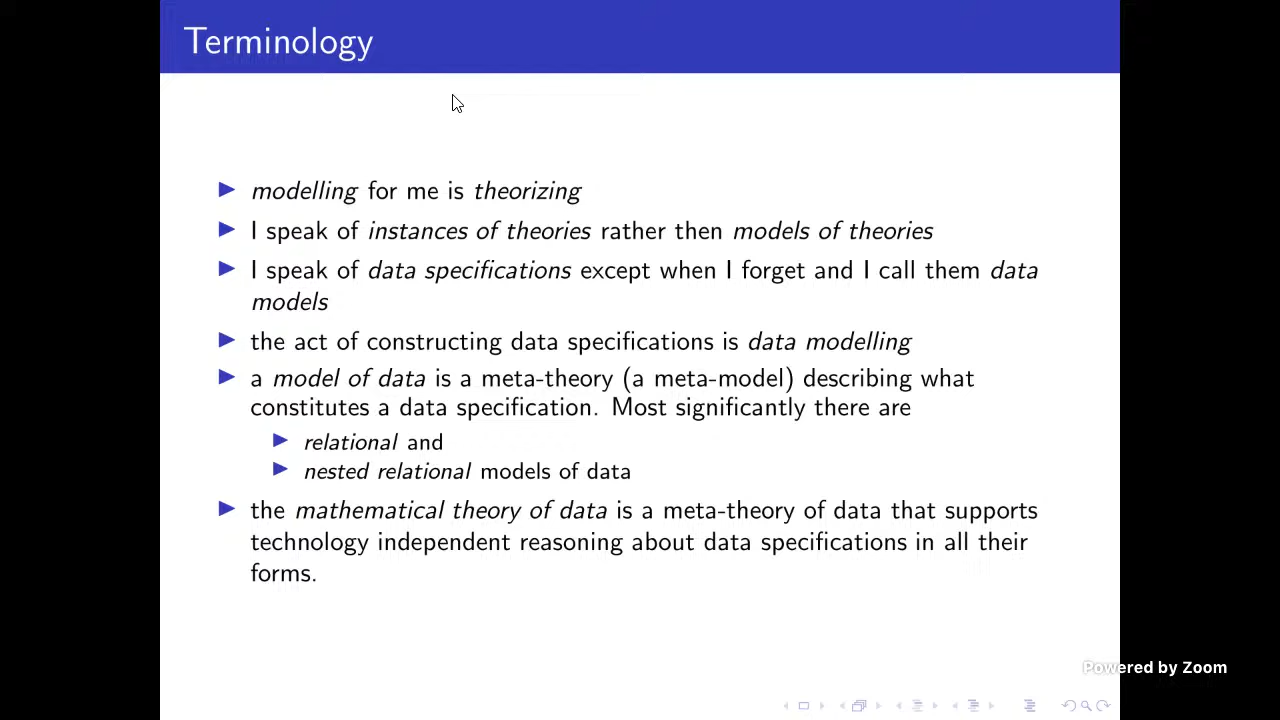 Terminology
modelling for me is theorizing
I speak of instances of theories rather then models of theories
I speak of data specifications except when I forget and I call them data
models
the act of constructing data specifications is data modelling
a model of data is a meta-theory (a meta-model) describing what
constitutes a data specification. Most significantly there are
relational and
nested relational models of data
the mathematical theory of data is a meta-theory of data that supports
technology independent reasoning about data specifications in all their
forms.
Powered by Zoom